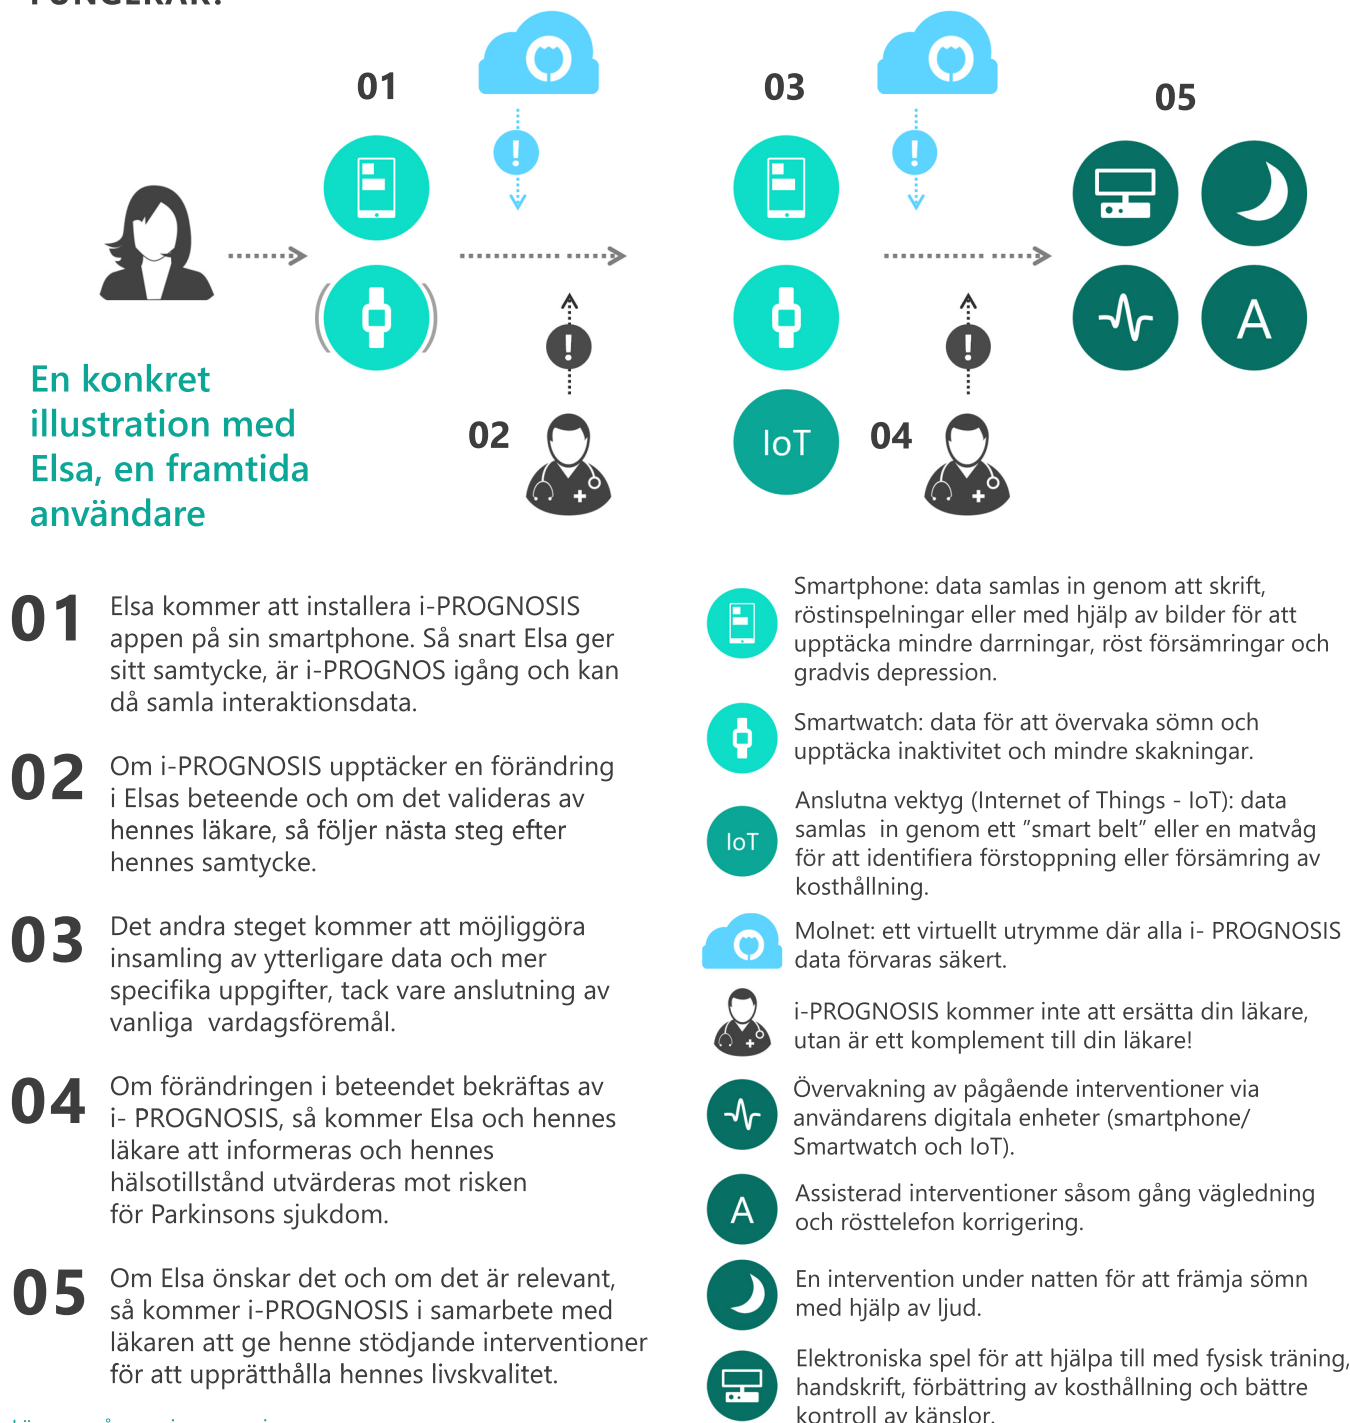 01
03
05
En konkret
illustration med
Elsa, en framtida
användare
02
IoT
04
A
01
Elsa kommer att installera i-PROGNOSIS
appen på sin smartphone. Så snart Elsa ger
sitt samtycke, är i-PROGNOS igång och kan
då samla interaktionsdata.
02
Om i-PROGNOSIS upptäcker en förändring
i Elsas beteende och om det valideras av
hennes läkare, så följer nästa steg efter
hennes samtycke.
03
Det andra steget kommer att möjliggöra
insamling av ytterligare data och mer
specifika uppgifter, tack vare anslutning av
vanliga  vardagsföremål.
04
Om förändringen i beteendet bekräftas av
i- PROGNOSIS, så kommer Elsa och hennes
läkare att informeras och hennes
hälsotillstånd utvärderas mot risken
för Parkinsons sjukdom.
05
Om Elsa önskar det och om det är relevant,
så kommer i-PROGNOSIS i samarbete med
läkaren att ge henne stödjande interventioner
för att upprätthålla hennes livskvalitet.
Smartphone: data samlas in genom att skrift,
röstinspelningar eller med hjälp av bilder för att
upptäcka mindre darrningar, röst försämringar och
gradvis depression.
Smartwatch: data för att övervaka sömn och
upptäcka inaktivitet och mindre skakningar.
IoT
Anslutna vektyg (Internet of Things - IoT): data
samlas  in genom ett ”smart belt” eller en matvåg
för att identifiera förstoppning eller försämring av
kosthållning.
Molnet: ett virtuellt utrymme där alla i- PROGNOSIS
data förvaras säkert.
i-PROGNOSIS kommer inte att ersätta din läkare,
utan är ett komplement till din läkare!
Övervakning av pågående interventioner via
användarens digitala enheter (smartphone/
Smartwatch och IoT).
A
Assisterad interventioner såsom gång vägledning
och rösttelefon korrigering.
En intervention under natten för att främja sömn
med hjälp av ljud.
Elektroniska spel för att hjälpa till med fysisk träning,
handskrift, förbättring av kosthållning och bättre
kontroll av känslor.